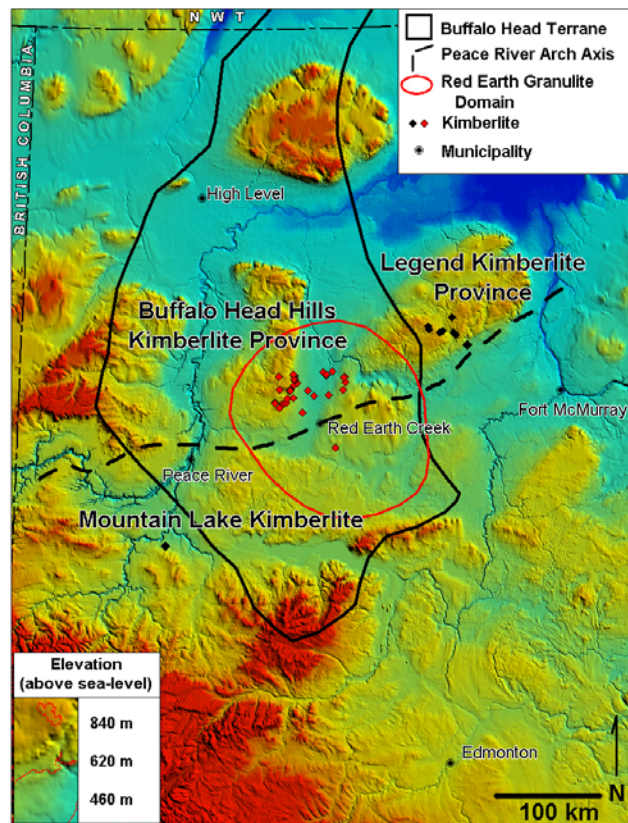 N W T
BRITISH COLUMBIA
Buffalo Head Terrane
Peace River Arch Axis
Red Earth Granulite
Domain
Kimberlite
Municipality
High Level
Legend Kimberlite
Province
Buffalo Head Hills
Kimberlite Province
Fort McMurray
Red Earth Creek
Peace River
Mountain Lake Kimberlite
Elevation
(above sea-level)
840 m
620 m
460 m
Edmonton
N
100 km